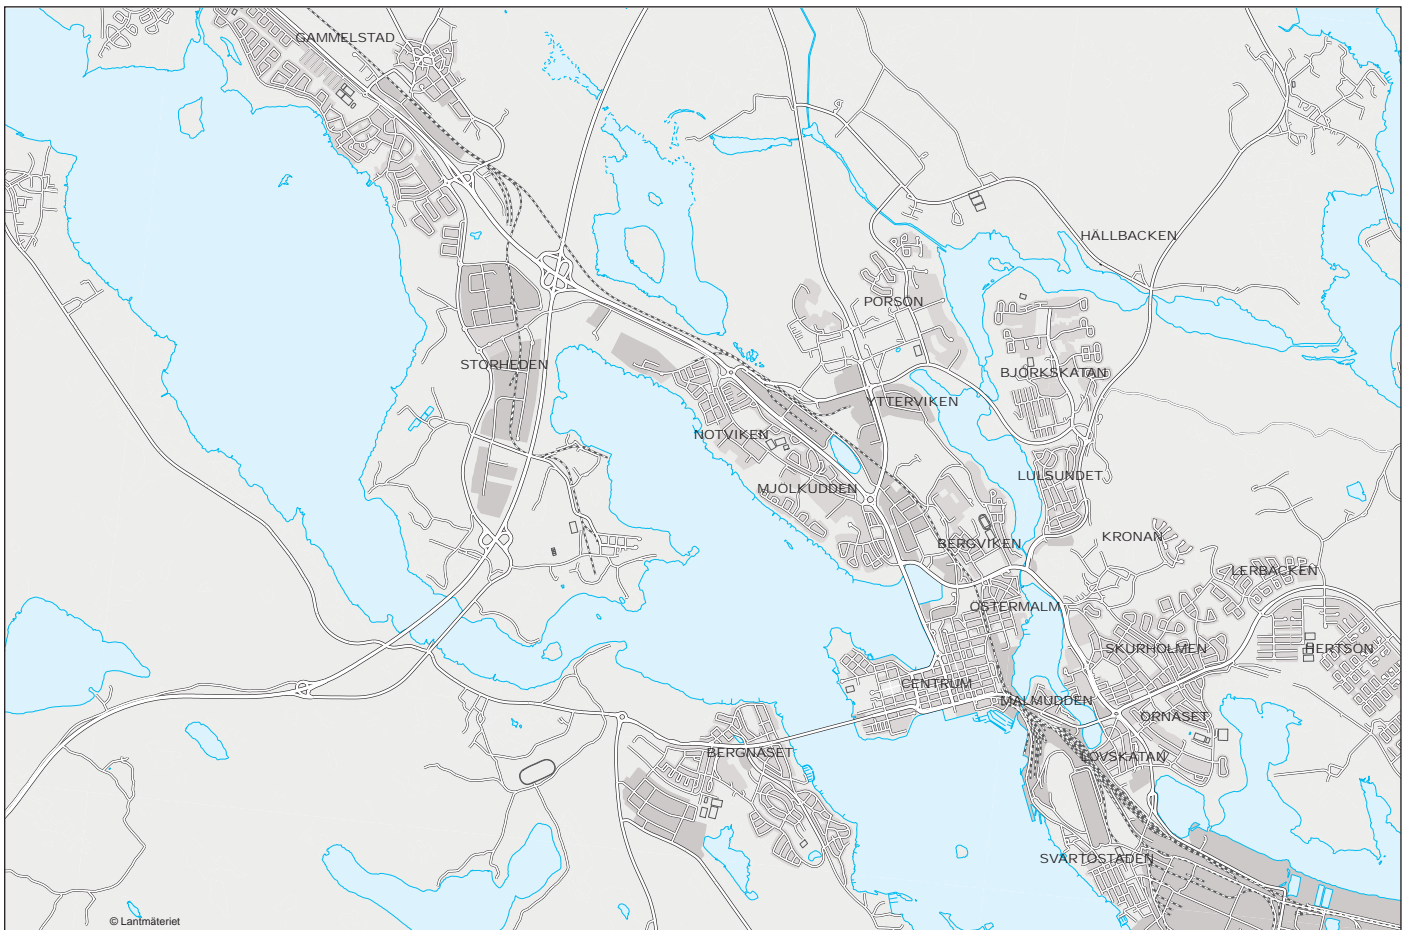 GAMMELSTAD
HÄLLBACKEN
PORSÖN
STORHEDEN
BJÖRKSKATAN
YTTERVIKEN
NOTVIKEN
LULSUNDET
MJÖLKUDDEN
KRONAN
BERGVIKEN
LERBÄCKEN
ÖSTERMALM
SKURHOLMEN
HERTSÖN
CENTRUM
MALMUDDEN
ÖRNÄSET
BERGNÄSET
LÖVSKATAN
SVARTÖSTADEN
© Lantmäteriet